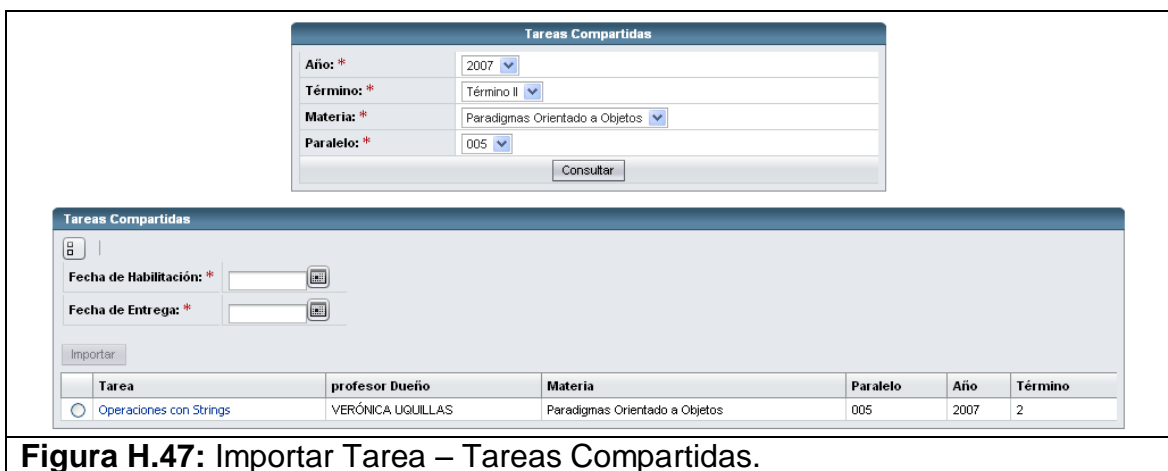 Tareas Compartidas
Año: * 2007
Término: * Término II
Materia: * Paradigmas Orientado a Objetos
Paralelo: * 005
Consultar
Tareas Compartidas
Fecha de Habilitación: *
Fecha de Entrega: *
Importar
Tarea profesor Dueño Materia Paralelo Año Término
Operaciones con Strings VERÓNICA UQUILLAS Paradigmas Orientado a Objetos 005 2007 2
Figura H.47: Importar Tarea – Tareas Compartidas.